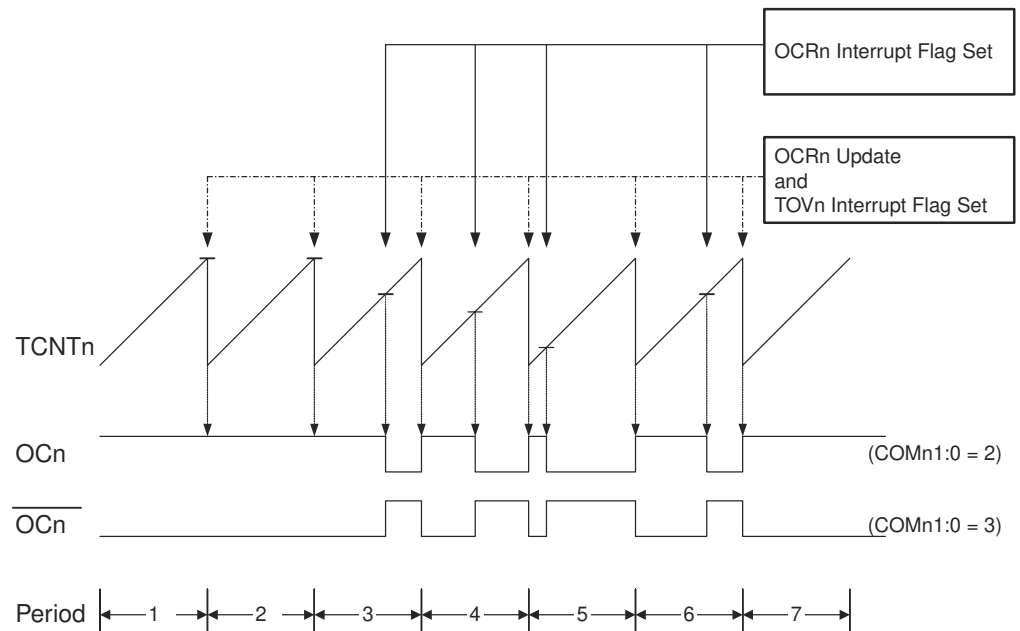 OCRn Interrupt Flag Set
OCRn Update
and
TOVn Interrupt Flag Set
TCNTn
OCn
(COMn1:0 = 2)
OCn
(COMn1:0 = 3)
Period
1
2
3
4
5
6
7